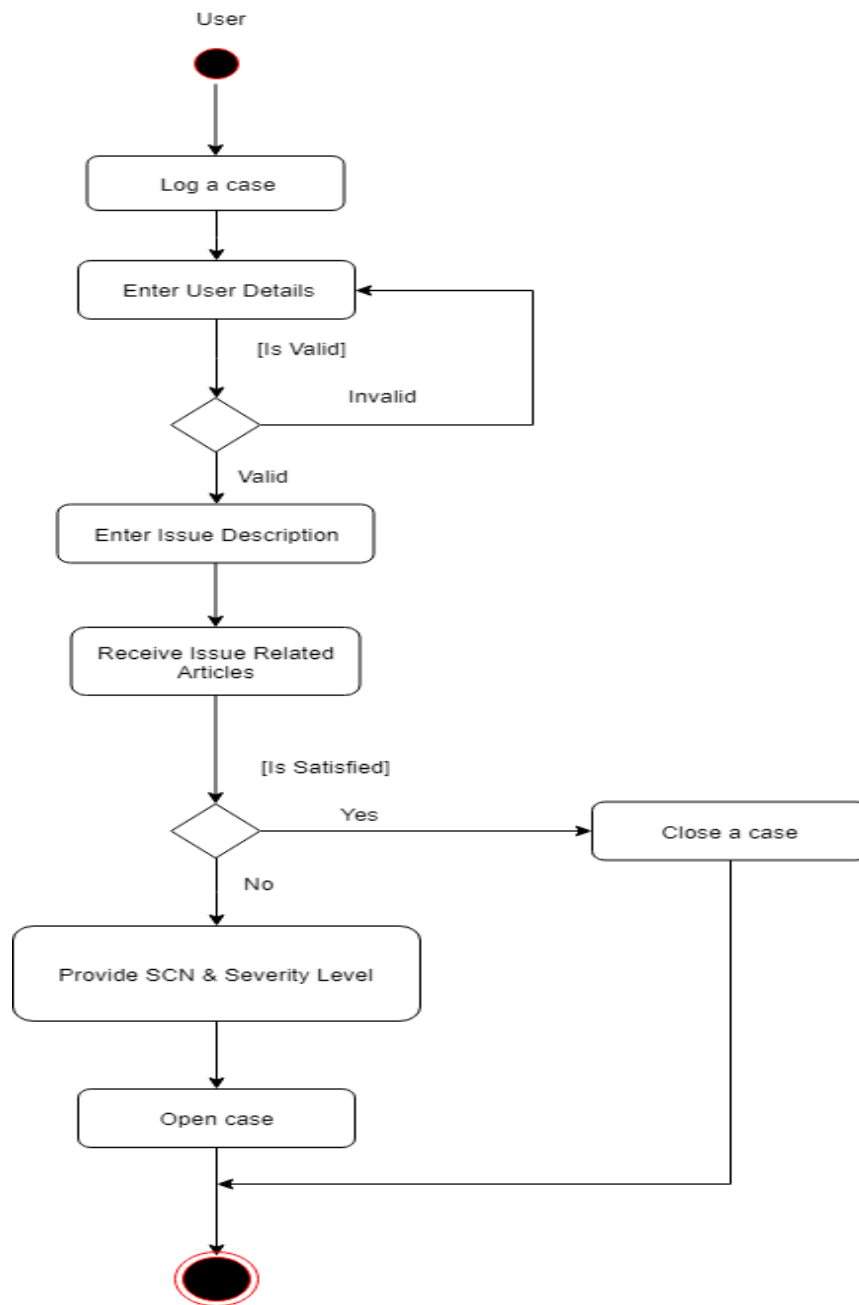 User
Log a case
Enter User Details
[Is Valid]
Invalid
Valid
Enter Issue Description
Receive Issue Related
Articles
[Is Satisfied]
Yes
Close a case
No
Provide SCN & Severity Level
Open case